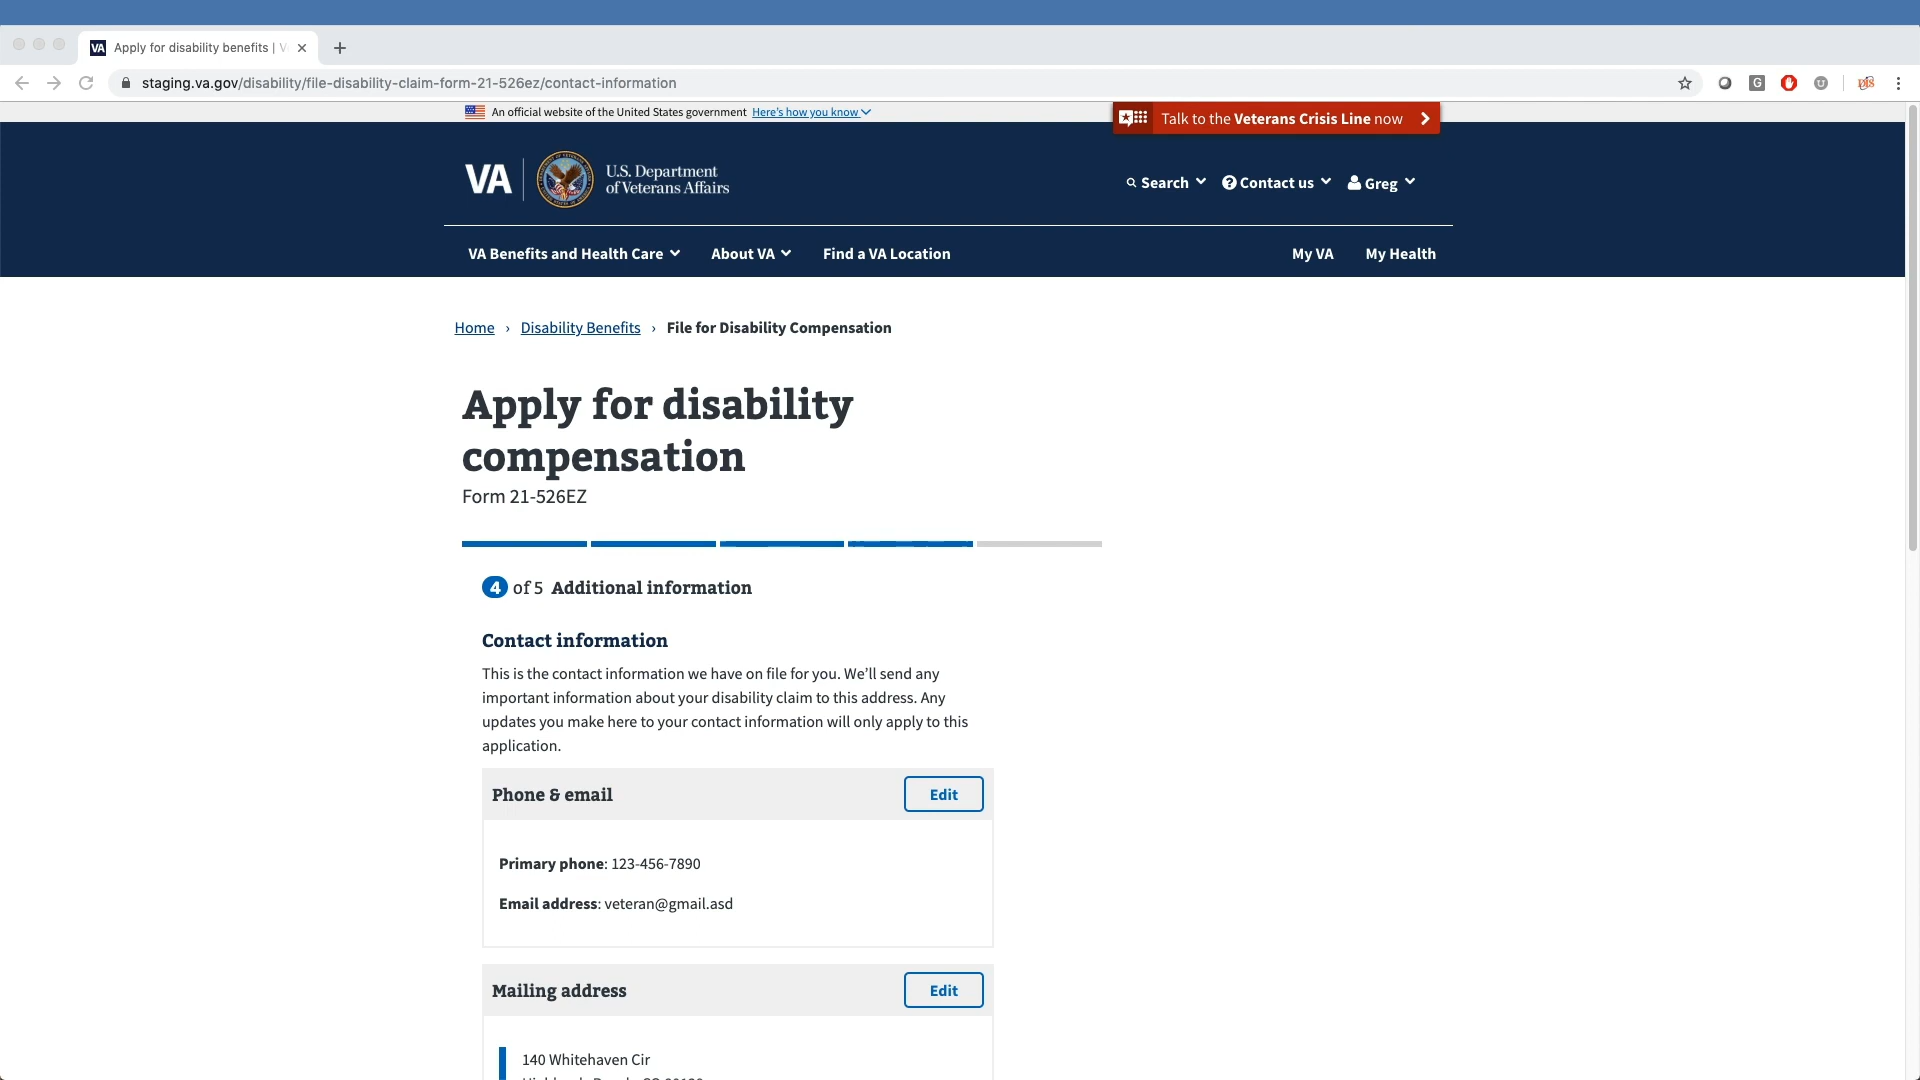 VA Apply for disability benefits | V
staging.va.gov/disability/file-disability-claim-form-21-526ez/contact-information
An official website of the United States government Here's how you know
Talk to the Veterans Crisis Line now
VA
U.S. Department
of Veterans Affairs
Search
Contact us
Greg
VA Benefits and Health Care
About VA
Find a VA Location
My VA
My Health
Home › Disability Benefits › File for Disability Compensation
Apply for disability
compensation
Form 21-526EZ
4 of 5 Additional information
Contact information
This is the contact information we have on file for you. We’ll send any
important information about your disability claim to this address. Any
updates you make here to your contact information will only apply to this
application.
Phone & email
Edit
Primary phone: 123-456-7890
Email address: veteran@gmail.asd
Mailing address
Edit
140 Whitehaven Cir